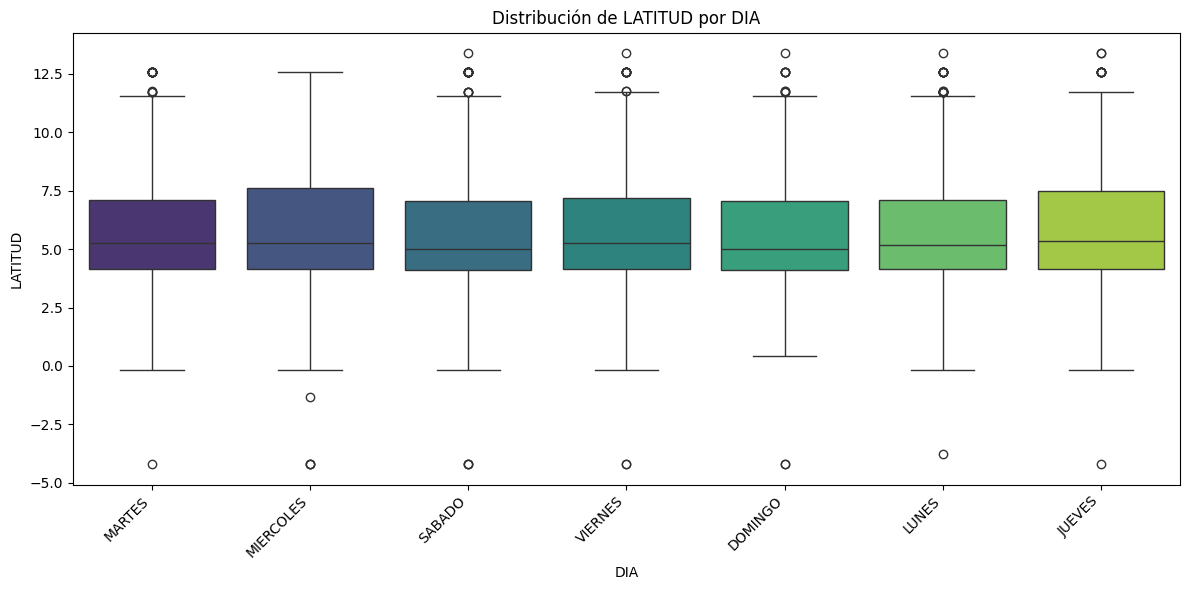 Distribución de LATITUD por DIA
LATITUD
12.5
10.0
7.5
5.0
2.5
0.0
−2.5
−5.0
MARTES
MIERCOLES
SABADO
VIERNES
DOMINGO
LUNES
JUEVES
DIA